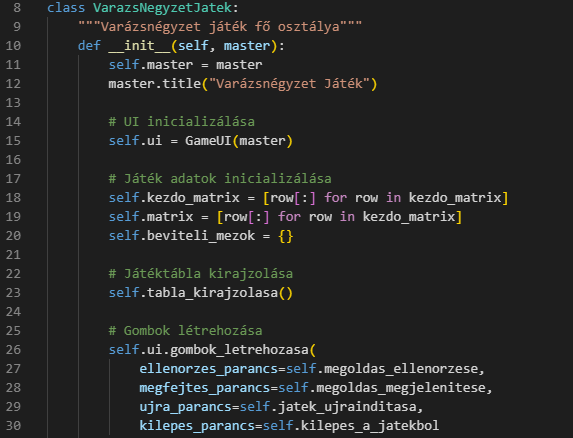 8 class VarazsNegyzetJatek:
9     """Varázsnégyzet játék fő osztálya"""
10     def __init__(self, master):
11         self.master = master
12         master.title("Varázsnégyzet Játék")
13
14         # UI inicializálása
15         self.ui = GameUI(master)
16
17         # Játék adatok inicializálása
18         self.kezdo_matrix = [row[:] for row in kezdo_matrix]
19         self.matrix = [row[:] for row in kezdo_matrix]
20         self.beviteli_mezok = {}
21
22         # Játéktábla kirajzolása
23         self.tabla_kirajzolasa()
24
25         # Gombok létrehozása
26         self.ui.gombok_letrehozasa(
27             ellenorzes_parancs=self.megoldas_ellenorzese,
28             megfejtes_parancs=self.megoldas_megjelenitese,
29             ujra_parancs=self.jatek_ujrainditasa,
30             kilepes_parancs=self.kilepes_a_jatekbol